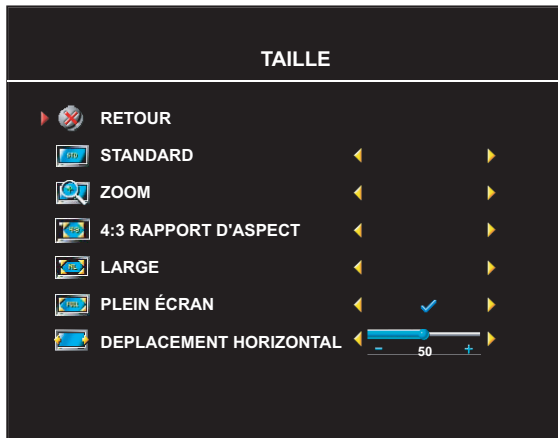 TAILLE
RETOUR
STANDARD
ZOOM
4:3 RAPPORT D'ASPECT
LARGE
PLEIN ÉCRAN
DEPLACEMENT HORIZONTAL
- 50 +